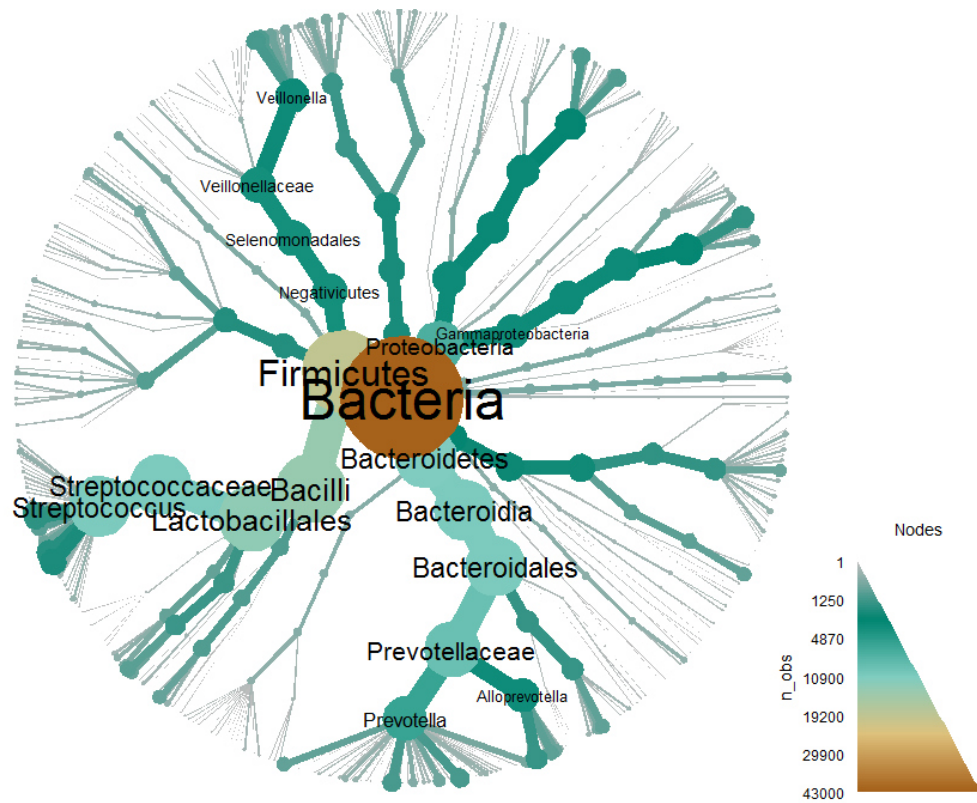 Veillonella
Veillonellaceae
Selenomonadales
Negativicutes
Gammaproteobacteria
Proteobacteria
Firmicutes
Bacteria
Bacteroidetes
Streptococcaceae
Bacilli
Streptococcus
Lactobacillales
Bacteroidia
Bacteroidales
Prevotellaceae
Alloprevotella
Prevotella
Nodes
1
1250
4870
10900
19200
29900
43000
n_obs